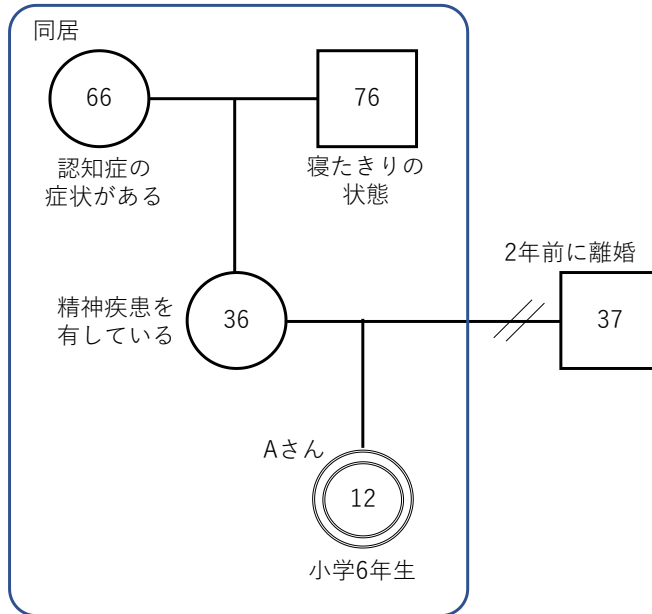 同居
66
76
認知症の
症状がある
寝たきりの
状態
2年前に離婚
精神疾患を
有している
36
37
Aさん
12
小学6年生